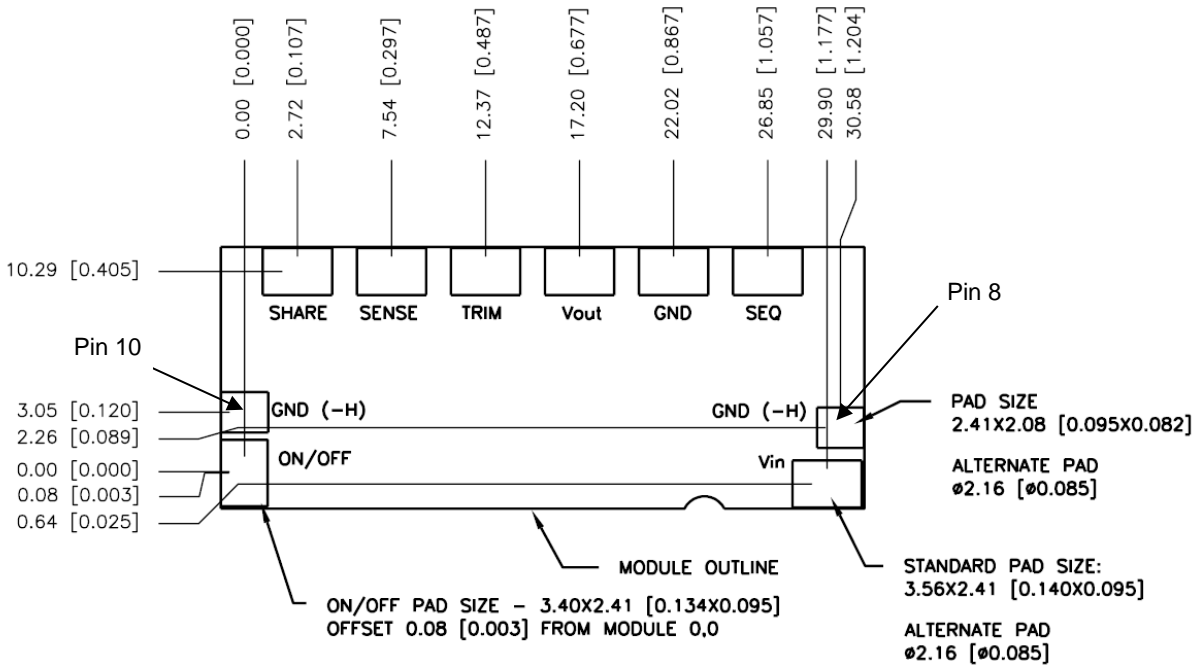 0.00 [0.000]
2.72 [0.107]
7.54 [0.297]
12.37 [0.487]
17.20 [0.677]
22.02 [0.867]
26.85 [1.057]
29.90 [1.177]
30.58 [1.204]
10.29 [0.405]
SHARE
SENSE
TRIM
Vout
GND
SEQ
Pin 8
Pin 10
3.05 [0.120]
GND (-H)
GND (-H)
2.26 [0.089]
PAD SIZE
2.41X2.08 [0.095X0.082]
ALTERNATE PAD
ø2.16 [ø0.085]
0.00 [0.000]
ON/OFF
Vin
0.08 [0.003]
0.64 [0.025]
MODULE OUTLINE
STANDARD PAD SIZE:
3.56X2.41 [0.140X0.095]
ALTERNATE PAD
ø2.16 [ø0.085]
ON/OFF PAD SIZE - 3.40X2.41 [0.134X0.095]
OFFSET 0.08 [0.003] FROM MODULE 0,0